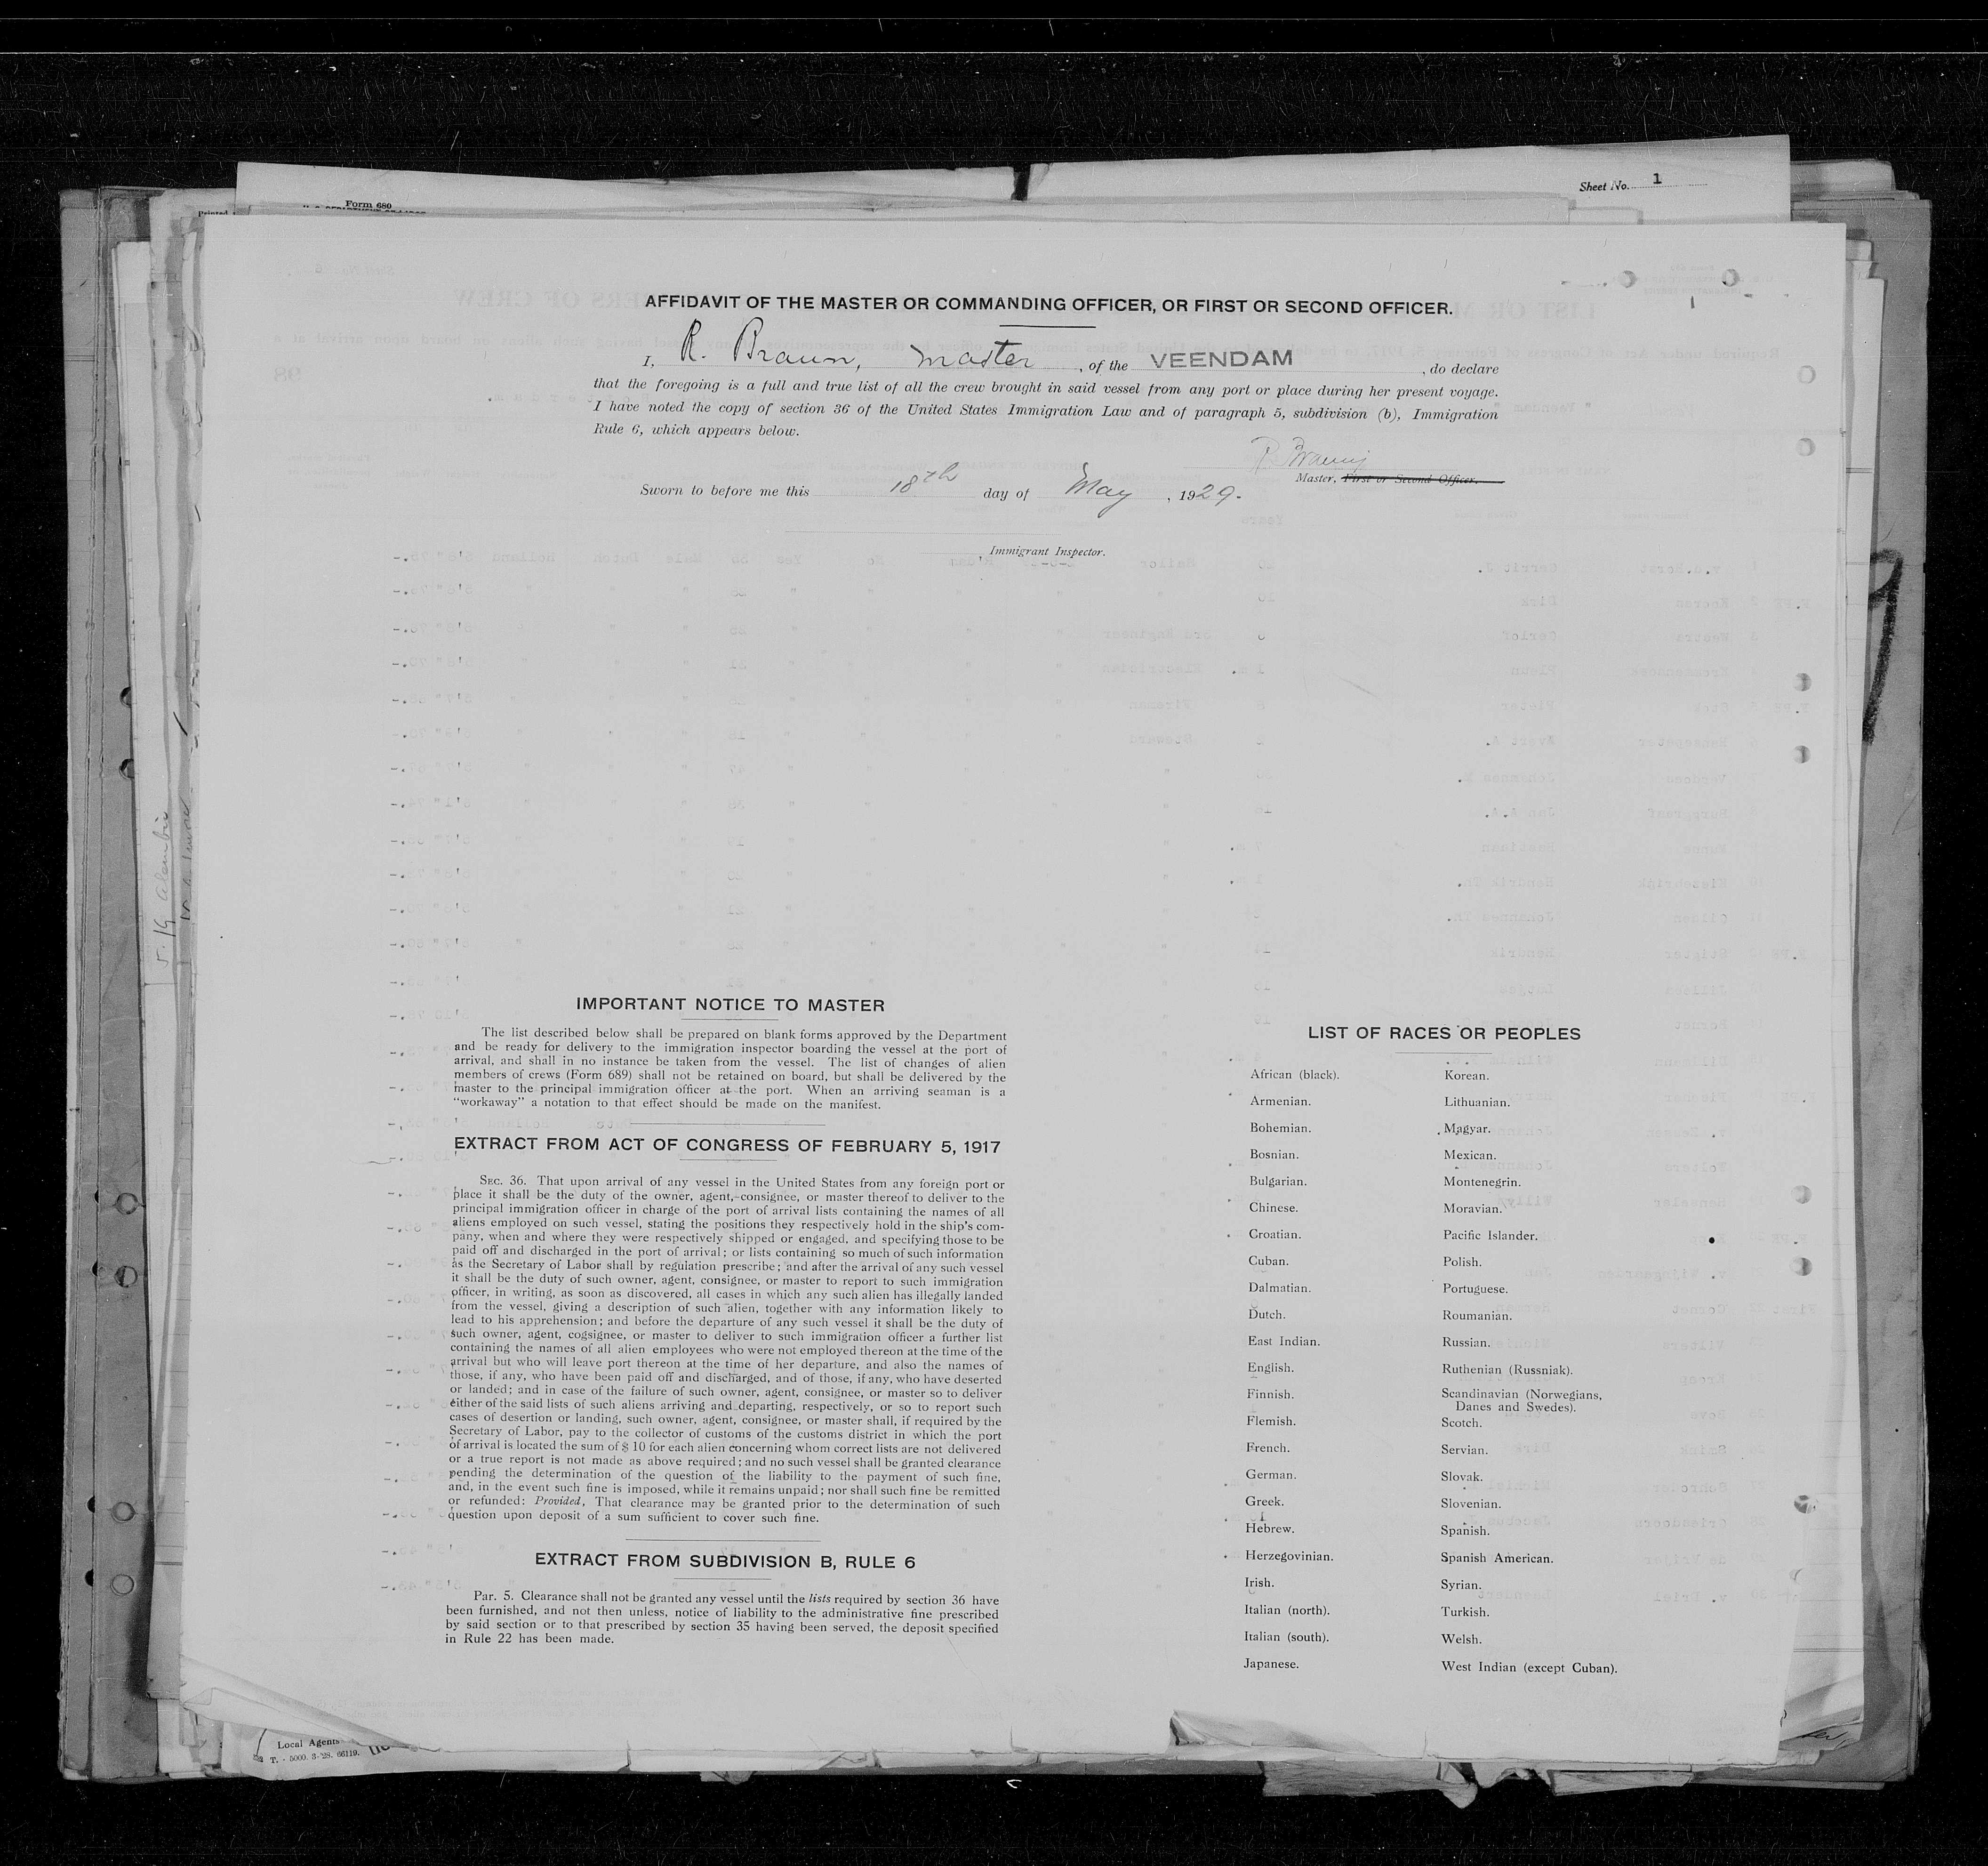 Sheet No. 1
Form 680
AFFIDAVIT OF THE MASTER OR COMMANDING OFFICER, OR FIRST OR SECOND OFFICER.
I, R. Braun, master, of the VEENDAM, do declare
that the foregoing is a full and true list of all the crew brought in said vessel from any port or place during her present voyage.
I have noted the copy of section 36 of the United States Immigration Law and of paragraph 5, subdivision (b), Immigration
Rule 6, which appears below.
R Braun
Master, First or Second Officer.
Sworn to before me this 18th day of May, 1929.
Immigrant Inspector.
IMPORTANT NOTICE TO MASTER
The list described below shall be prepared on blank forms approved by the Department
and be ready for delivery to the immigration inspector boarding the vessel at the port of
arrival, and shall in no instance be taken from the vessel. The list of changes of alien
members of crews (Form 689) shall not be retained on board, but shall be delivered by the
master to the principal immigration officer at the port. When an arriving seaman is a
"workaway" a notation to that effect should be made on the manifest.
EXTRACT FROM ACT OF CONGRESS OF FEBRUARY 5, 1917
SEC. 36. That upon arrival of any vessel in the United States from any foreign port or
place it shall be the duty of the owner, agent, consignee, or master thereof to deliver to the
principal immigration officer in charge of the port of arrival lists containing the names of all
aliens employed on such vessel, stating the positions they respectively hold in the ship's com-
pany, when and where they were respectively shipped or engaged, and specifying those to be
paid off and discharged in the port of arrival; or lists containing so much of such information
as the Secretary of Labor shall by regulation prescribe; and after the arrival of any such vessel
it shall be the duty of such owner, agent, consignee, or master to report to such immigration
officer, in writing, as soon as discovered, all cases in which any such alien has illegally landed
from the vessel, giving a description of such alien, together with any information likely to
lead to his apprehension; and before the departure of any such vessel it shall be the duty of
such owner, agent, cogsignee, or master to deliver to such immigration officer a further list
containing the names of all alien employees who were not employed thereon at the time of the
arrival but who will leave port thereon at the time of her departure, and also the names of
those, if any, who have been paid off and discharged, and of those, if any, who have deserted
or landed; and in case of the failure of such owner, agent, consignee, or master so to deliver
either of the said lists of such aliens arriving and departing, respectively, or so to report such
cases of desertion or landing, such owner, agent, consignee, or master shall, if required by the
Secretary of Labor, pay to the collector of customs of the customs district in which the port
of arrival is located the sum of $ 10 for each alien concerning whom correct lists are not delivered
or a true report is not made as above required; and no such vessel shall be granted clearance
pending the determination of the question of the liability to the payment of such fine,
and, in the event such fine is imposed, while it remains unpaid; nor shall such fine be remitted
or refunded: Provided, That clearance may be granted prior to the determination of such
question upon deposit of a sum sufficient to cover such fine.
EXTRACT FROM SUBDIVISION B, RULE 6
Par. 5. Clearance shall not be granted any vessel until the lists required by section 36 have
been furnished, and not then unless, notice of liability to the administrative fine prescribed
by said section or to that prescribed by section 35 having been served, the deposit specified
in Rule 22 has been made.
LIST OF RACES OR PEOPLES
African (black).
Armenian.
Bohemian.
Bosnian.
Bulgarian.
Chinese.
Croatian.
Cuban.
Dalmatian.
Dutch.
East Indian.
English.
Finnish.
Flemish.
French.
German.
Greek.
Hebrew.
Herzegovinian.
Irish.
Italian (north).
Italian (south).
Japanese.
Korean.
Lithuanian.
Magyar.
Mexican.
Montenegrin.
Moravian.
Pacific Islander.
Polish.
Portuguese.
Roumanian.
Russian.
Ruthenian (Russniak).
Scandinavian (Norwegians,
Danes and Swedes).
Scotch.
Servian.
Slovak.
Slovenian.
Spanish.
Spanish American.
Syrian.
Turkish.
Welsh.
West Indian (except Cuban).
Local Agents
T. - 5000. 3-'28. 66119.